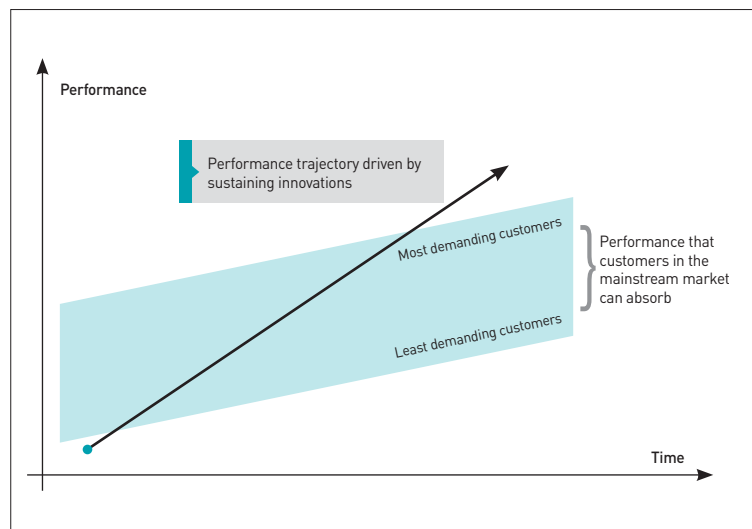 Performance
Performance trajectory driven by
sustaining innovations
Most demanding customers
Performance that
customers in the
mainstream market
can absorb
Least demanding customers
Time